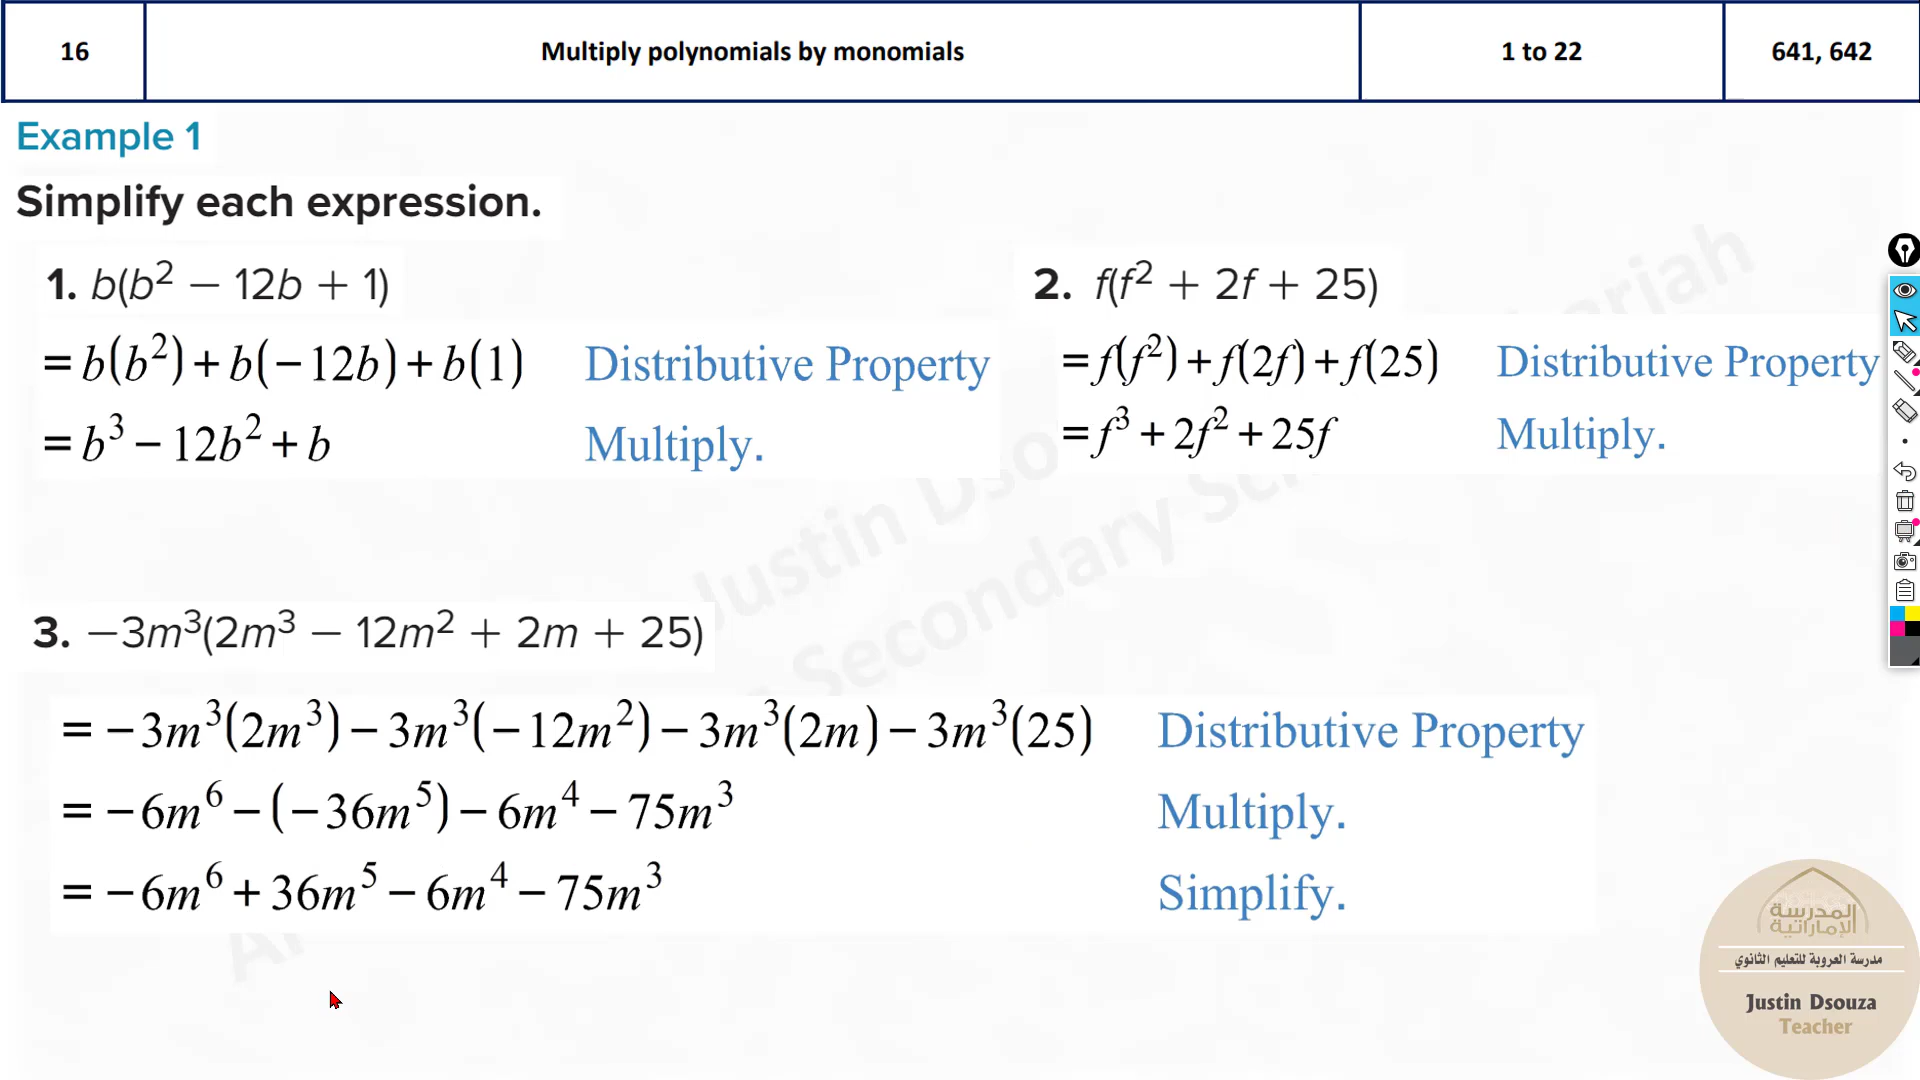 16 Multiply polynomials by monomials 1 to 22 641, 642
Example 1
Simplify each expression.
1. b(b² − 12b + 1)
= b(b²) + b(−12b) + b(1) Distributive Property
= b³ − 12b² + b Multiply.
2. f(f² + 2f + 25)
= f(f²) + f(2f) + f(25) Distributive Property
= f³ + 2f² + 25f Multiply.
3. −3m³(2m³ − 12m² + 2m + 25)
= −3m³(2m³) − 3m³(−12m²) − 3m³(2m) − 3m³(25) Distributive Property
= −6m⁶ − (−36m⁵) − 6m⁴ − 75m³ Multiply.
= −6m⁶ + 36m⁵ − 6m⁴ − 75m³ Simplify.
Justin Dso
Secondary
المدرسة
الإماراتية
مدرسة العروبة للتعليم الثانوي
Justin Dsouza
Teacher